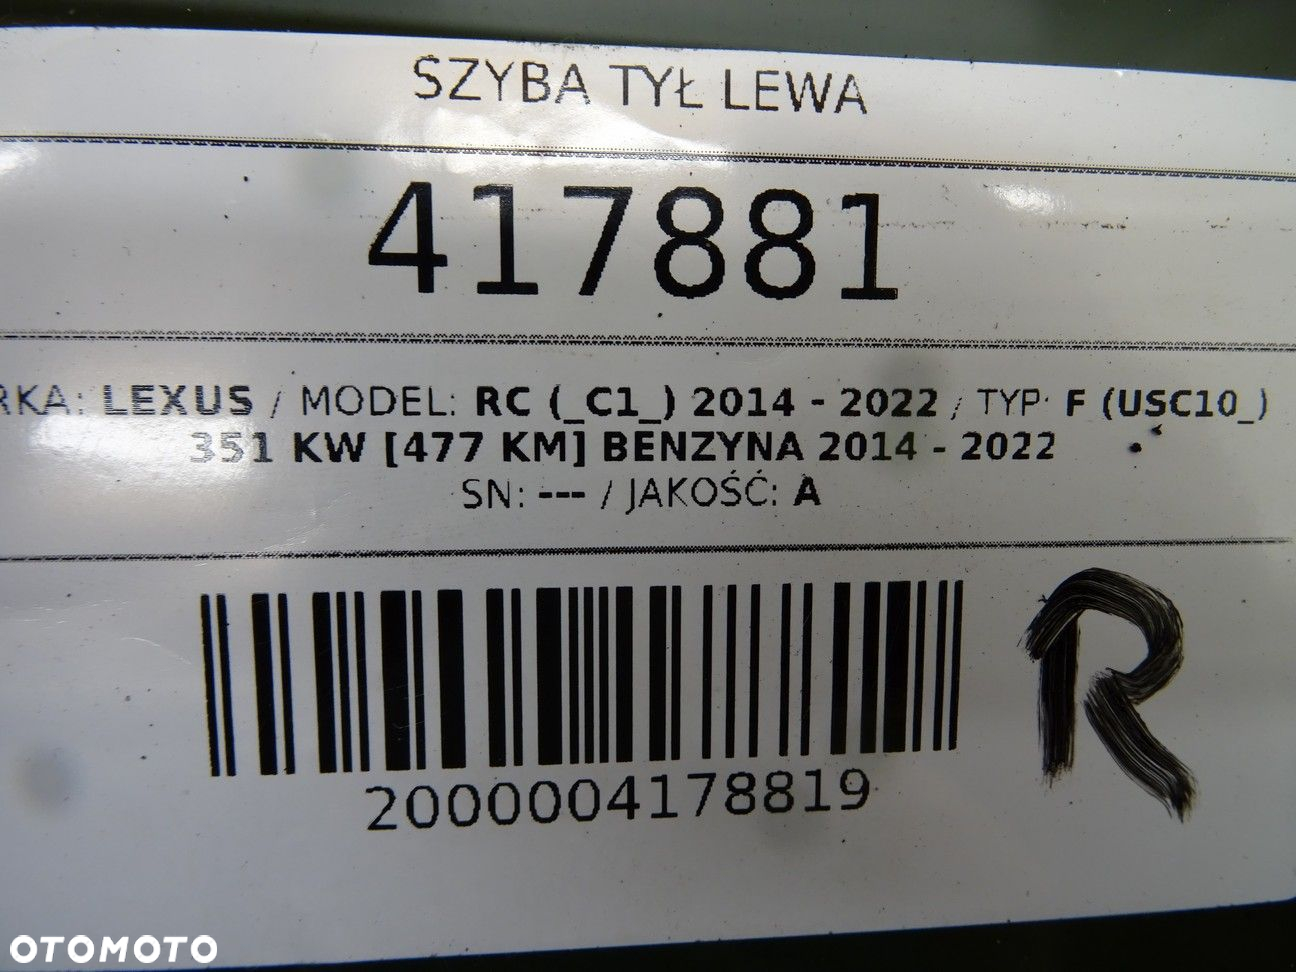 SZYBA TYŁ LEWA
417881
RKA: LEXUS / MODEL: RC (_C1_) 2014 - 2022 / TYP: F (USC10_)
351 KW [477 KM] BENZYNA 2014 - 2022
SN: --- / JAKOŚĆ: A
R
2000004178819
OTOMOTO